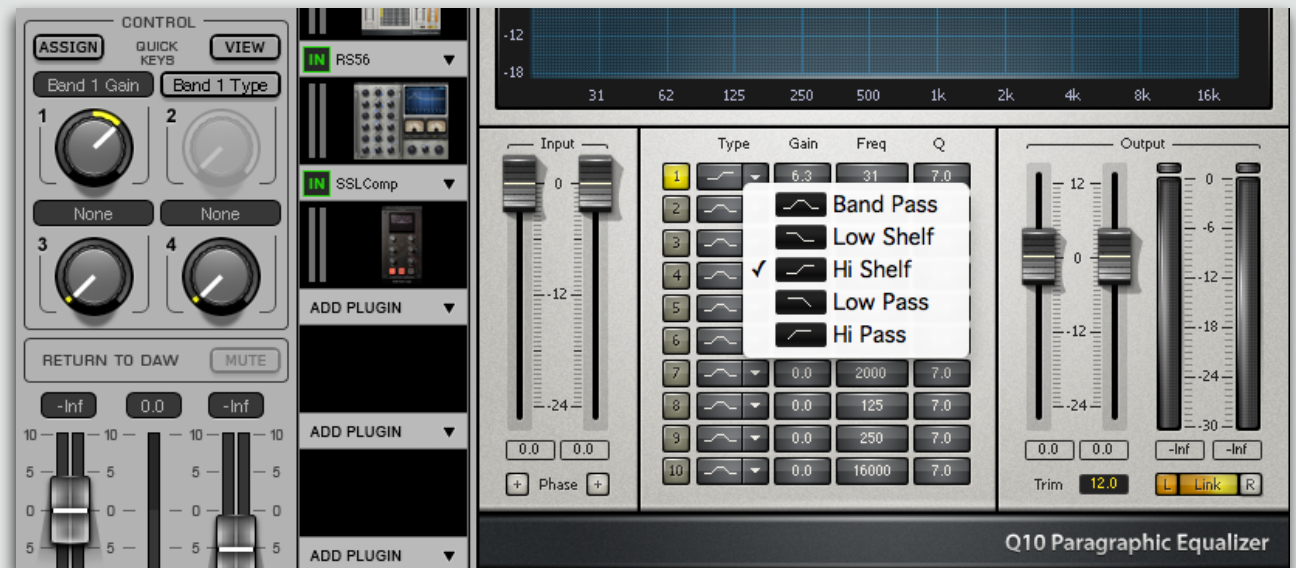 CONTROL
ASSIGN
QUICK KEYS
VIEW
Band 1 Gain
Band 1 Type
1
2
None
None
3
4
RETURN TO DAW
MUTE
-Inf
0.0
-Inf
10 10 10 10
5 5 5 5
0 0 0 0
5 5 5 5
IN RS56
IN SSLComp
ADD PLUGIN
ADD PLUGIN
ADD PLUGIN
-12
-18
31 62 125 250 500 1k 2k 4k 8k 16k
Input
0
-12
-24
0.0 0.0
+ Phase +
Type Gain Freq Q
1 6.3 31 7.0
2
3
4
5
6
Band Pass
Low Shelf
✓ Hi Shelf
Low Pass
Hi Pass
7 0.0 2000 7.0
8 0.0 125 7.0
9 0.0 250 7.0
10 0.0 16000 7.0
Output
12
0
-12
-24
0
-6
-12
-18
-24
-30
0.0 0.0
-Inf -Inf
Trim 12.0
L Link R
Q10 Paragraphic Equalizer